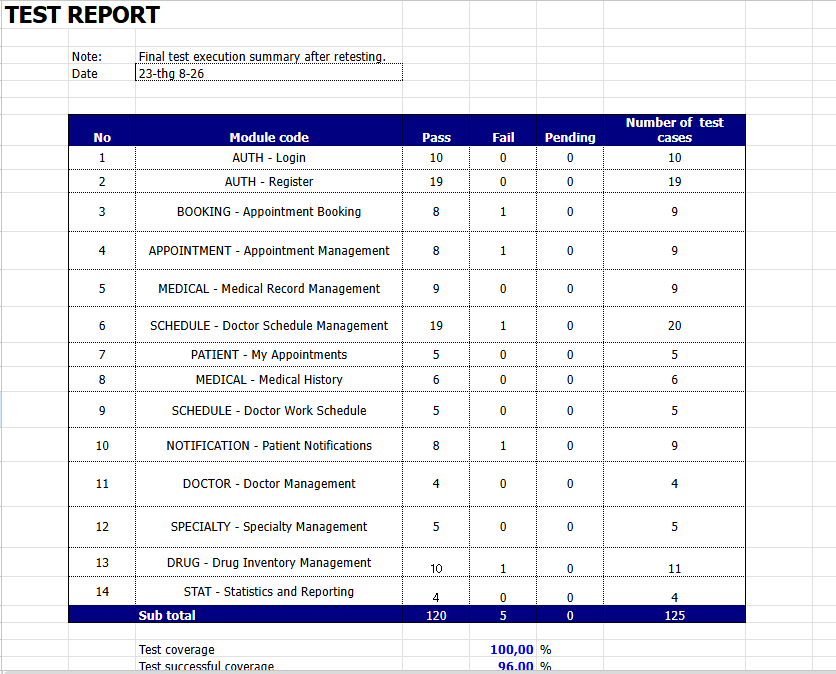 TEST REPORT
Note: Final test execution summary after retesting.
Date 23-thg 8-26
No Module code Pass Fail Pending Number of test cases
1 AUTH - Login 10 0 0 10
2 AUTH - Register 19 0 0 19
3 BOOKING - Appointment Booking 8 1 0 9
4 APPOINTMENT - Appointment Management 8 1 0 9
5 MEDICAL - Medical Record Management 9 0 0 9
6 SCHEDULE - Doctor Schedule Management 19 1 0 20
7 PATIENT - My Appointments 5 0 0 5
8 MEDICAL - Medical History 6 0 0 6
9 SCHEDULE - Doctor Work Schedule 5 0 0 5
10 NOTIFICATION - Patient Notifications 8 1 0 9
11 DOCTOR - Doctor Management 4 0 0 4
12 SPECIALTY - Specialty Management 5 0 0 5
13 DRUG - Drug Inventory Management 10 1 0 11
14 STAT - Statistics and Reporting 4 0 0 4
Sub total 120 5 0 125
Test coverage 100,00 %
Test successful coverage 96,00 %